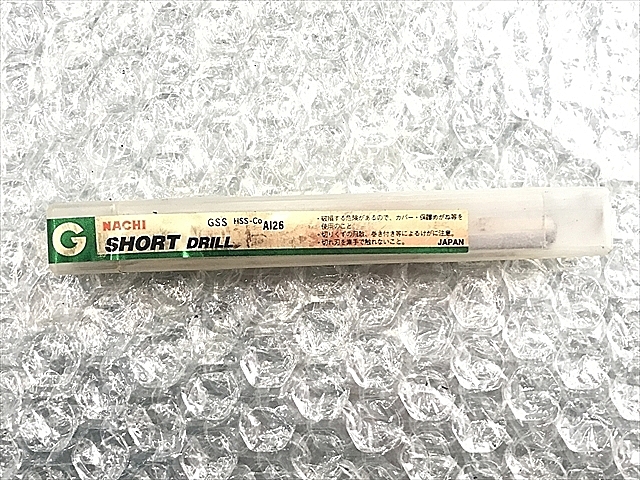 G
NACHI
SHORT DRILL
GSS HSS-Co A126
・破損する危険があるので、カバー・保護めがね等を
使用のこと。
・切りくずの飛散、巻き付き等によるけがに注意。
・切れ刃を素手で触れないこと。
JAPAN